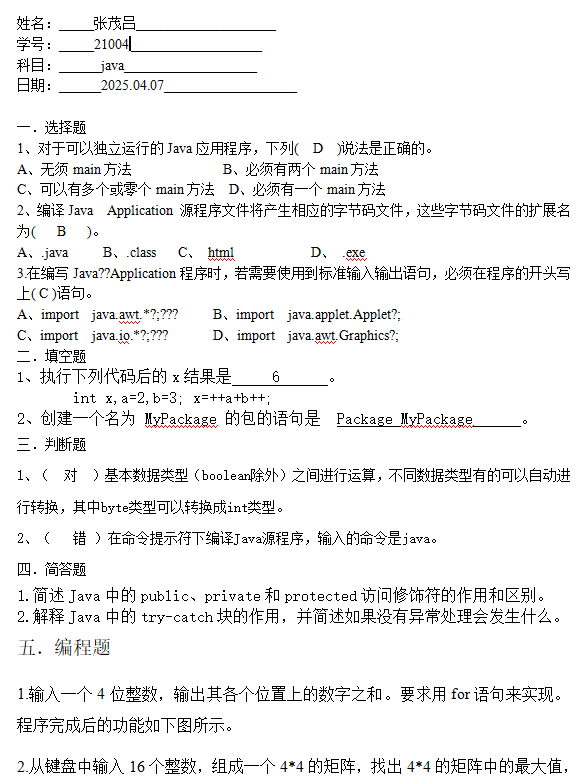 姓名：_____张茂吕____________________
学号：_____21004__________________
科目：______java___________________
日期：______2025.04.07___________________
一．选择题
1、对于可以独立运行的 Java 应用程序，下列( D )说法是正确的。
A、无须 main 方法 B、必须有两个 main 方法
C、可以有多个或零个 main 方法 D、必须有一个 main 方法
2、编译 Java Application 源程序文件将产生相应的字节码文件，这些字节码文件的扩展名
为( B )。
A、.java B、.class C、 html D、 .exe
3.在编写 Java??Application 程序时，若需要使用到标准输入输出语句，必须在程序的开头写
上( C )语句。
A、import java.awt.*?;??? B、import java.applet.Applet?;
C、import java.io.*?;??? D、import java.awt.Graphics?;
二．填空题
1、执行下列代码后的 x 结果是_____6______。
int x,a=2,b=3; x=++a+b++;
2、创建一个名为 MyPackage 的包的语句是 Package MyPackage______。
三．判断题
1、（ 对 ）基本数据类型（boolean除外）之间进行运算，不同数据类型有的可以自动进
行转换，其中byte类型可以转换成int类型。
2、（ 错 ）在命令提示符下编译Java源程序，输入的命令是java。
四．简答题
1.简述 Java 中的 public、private 和 protected 访问修饰符的作用和区别。
2.解释 Java 中的 try-catch 块的作用，并简述如果没有异常处理会发生什么。
五．编程题
1.输入一个 4 位整数，输出其各个位置上的数字之和。要求用 for 语句来实现。
程序完成后的功能如下图所示。
2.从键盘中输入 16 个整数，组成一个 4*4 的矩阵，找出 4*4 的矩阵中的最大值，